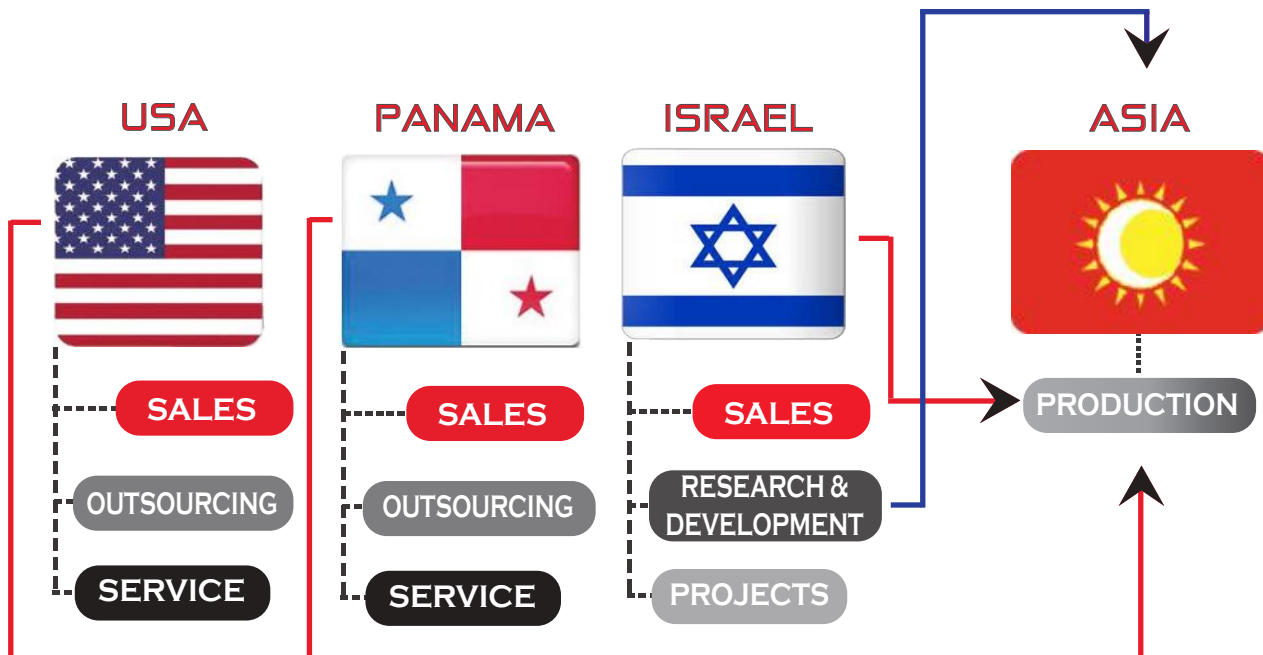 USA
PANAMA
ISRAEL
ASIA
SALES
OUTSOURCING
SERVICE
SALES
OUTSOURCING
SERVICE
SALES
RESEARCH &
DEVELOPMENT
PROJECTS
PRODUCTION